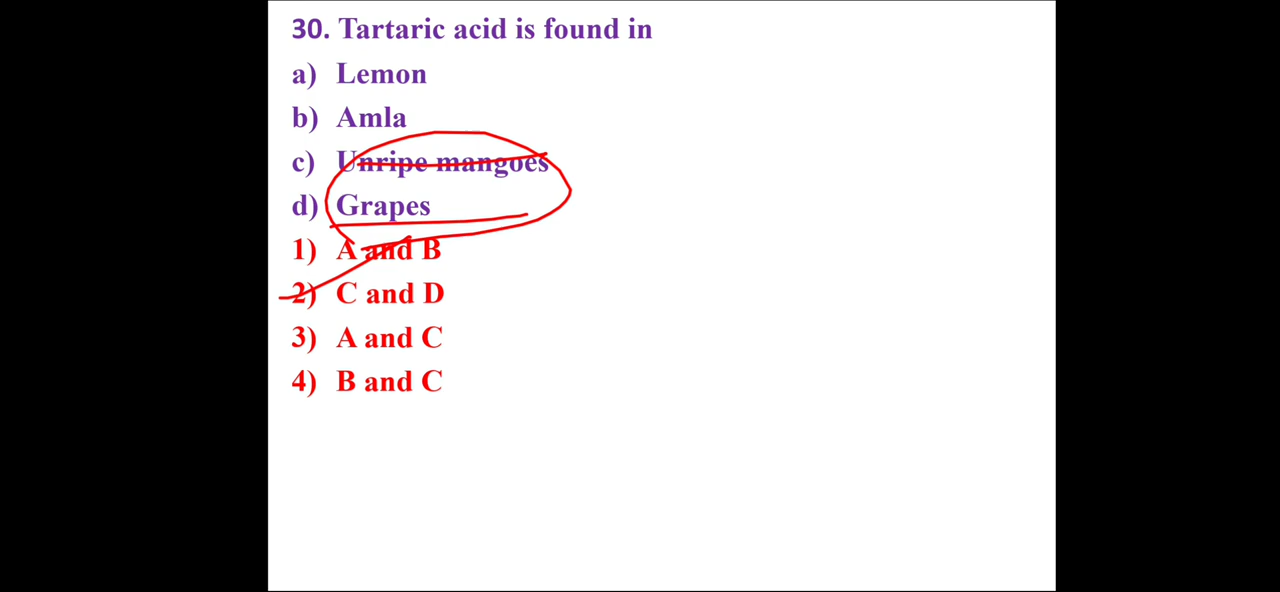 30. Tartaric acid is found in
a) Lemon
b) Amla
c) Unripe mangoes
d) Grapes
1) A and B
2) C and D
3) A and C
4) B and C